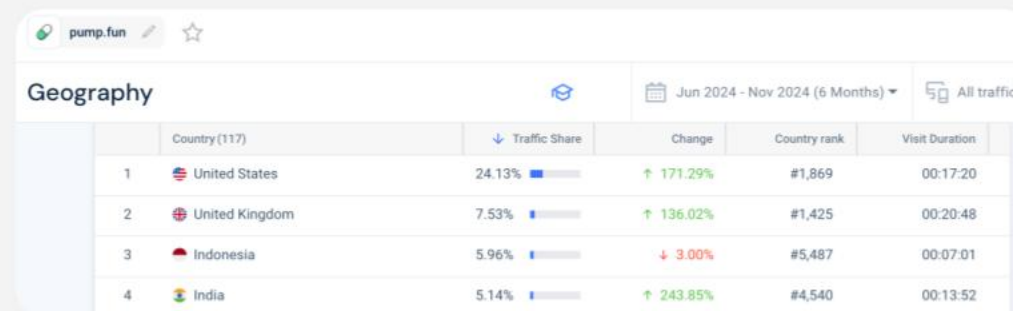 pump.fun
Geography
Jun 2024 - Nov 2024 (6 Months)
All traffic
Country (117) Traffic Share Change Country rank Visit Duration
1 United States 24.13% ↑ 171.29% #1,869 00:17:20
2 United Kingdom 7.53% ↑ 136.02% #1,425 00:20:48
3 Indonesia 5.96% ↓ 3.00% #5,487 00:07:01
4 India 5.14% ↑ 243.85% #4,540 00:13:52